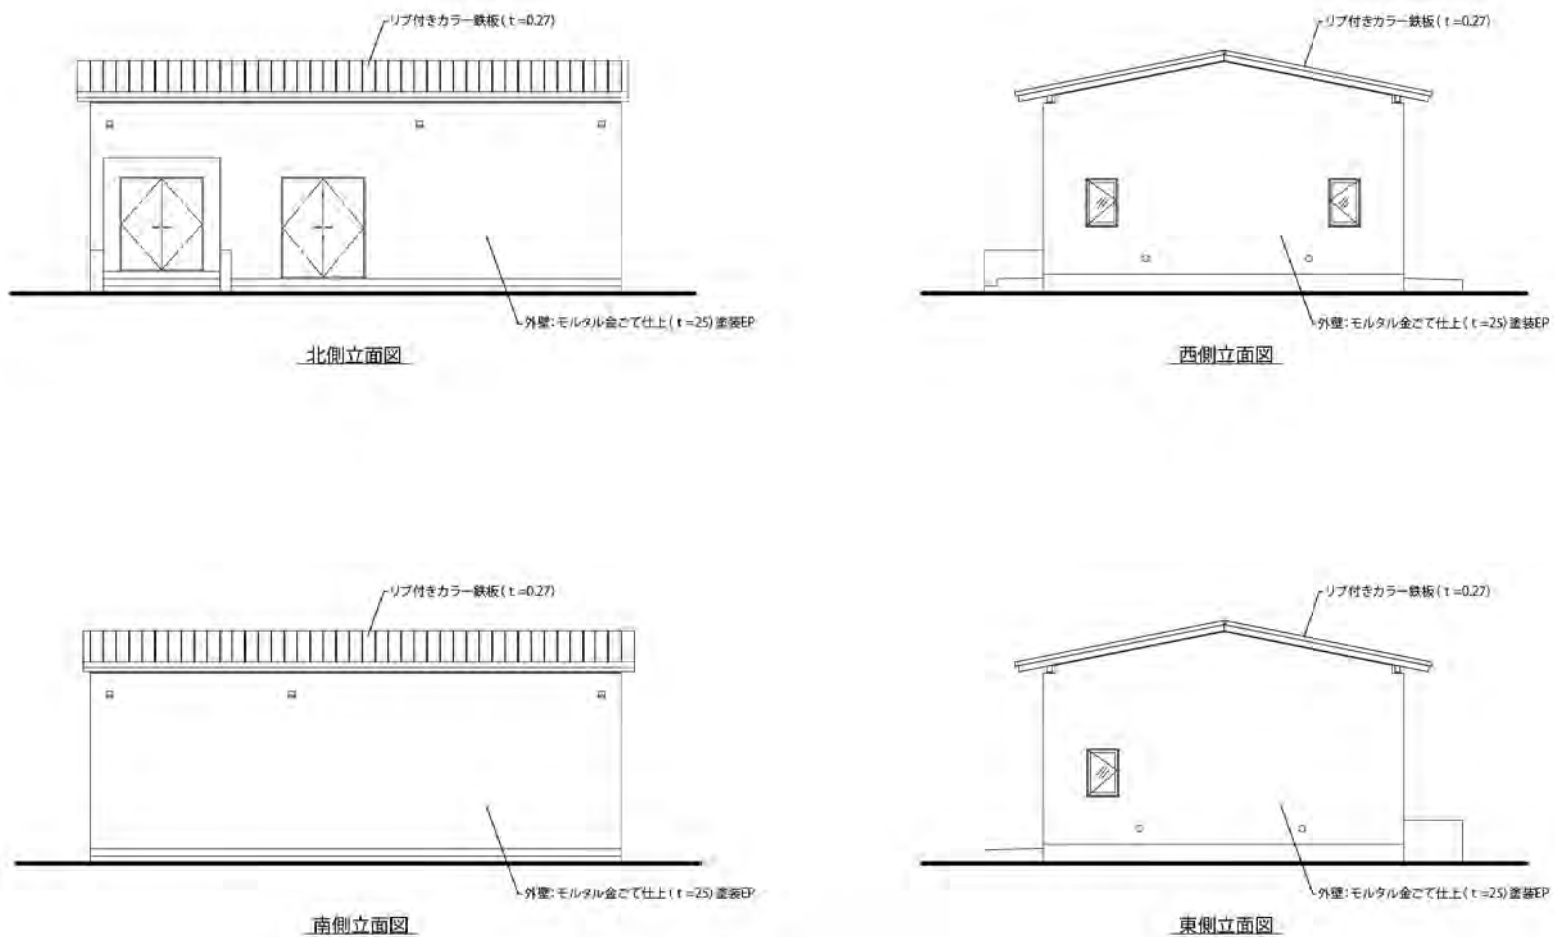 リブ付きカラー鉄板(t=0.27)
外壁:モルタル金ごて仕上(t=25)塗装EP
北側立面図
リブ付きカラー鉄板(t=0.27)
外壁:モルタル金ごて仕上(t=25)塗装EP
西側立面図
リブ付きカラー鉄板(t=0.27)
外壁:モルタル金ごて仕上(t=25)塗装EP
南側立面図
リブ付きカラー鉄板(t=0.27)
外壁:モルタル金ごて仕上(t=25)塗装EP
東側立面図